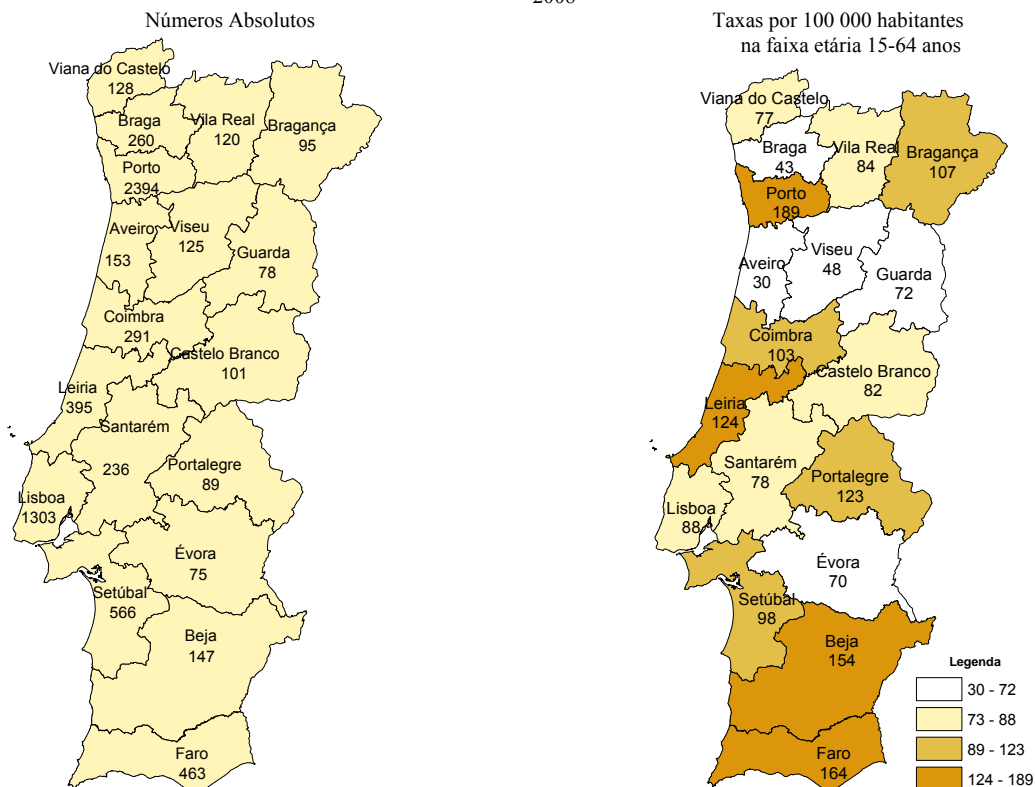 Números Absolutos
Viana do Castelo
128
Braga
260
Vila Real
120
Bragança
95
Porto
2394
Aveiro
153
Viseu
125
Guarda
78
Coimbra
291
Castelo Branco
101
Leiria
395
Santarém
236
Portalegre
89
Lisboa
1303
Évora
75
Setúbal
566
Beja
147
Faro
463
Taxas por 100 000 habitantes
na faixa etária 15-64 anos
Viana do Castelo
77
Braga
43
Vila Real
84
Bragança
107
Porto
189
Aveiro
30
Viseu
48
Guarda
72
Coimbra
103
Castelo Branco
82
Leiria
124
Santarém
78
Portalegre
123
Lisboa
88
Évora
70
Setúbal
98
Beja
154
Faro
164
Legenda
30 - 72
73 - 88
89 - 123
124 - 189